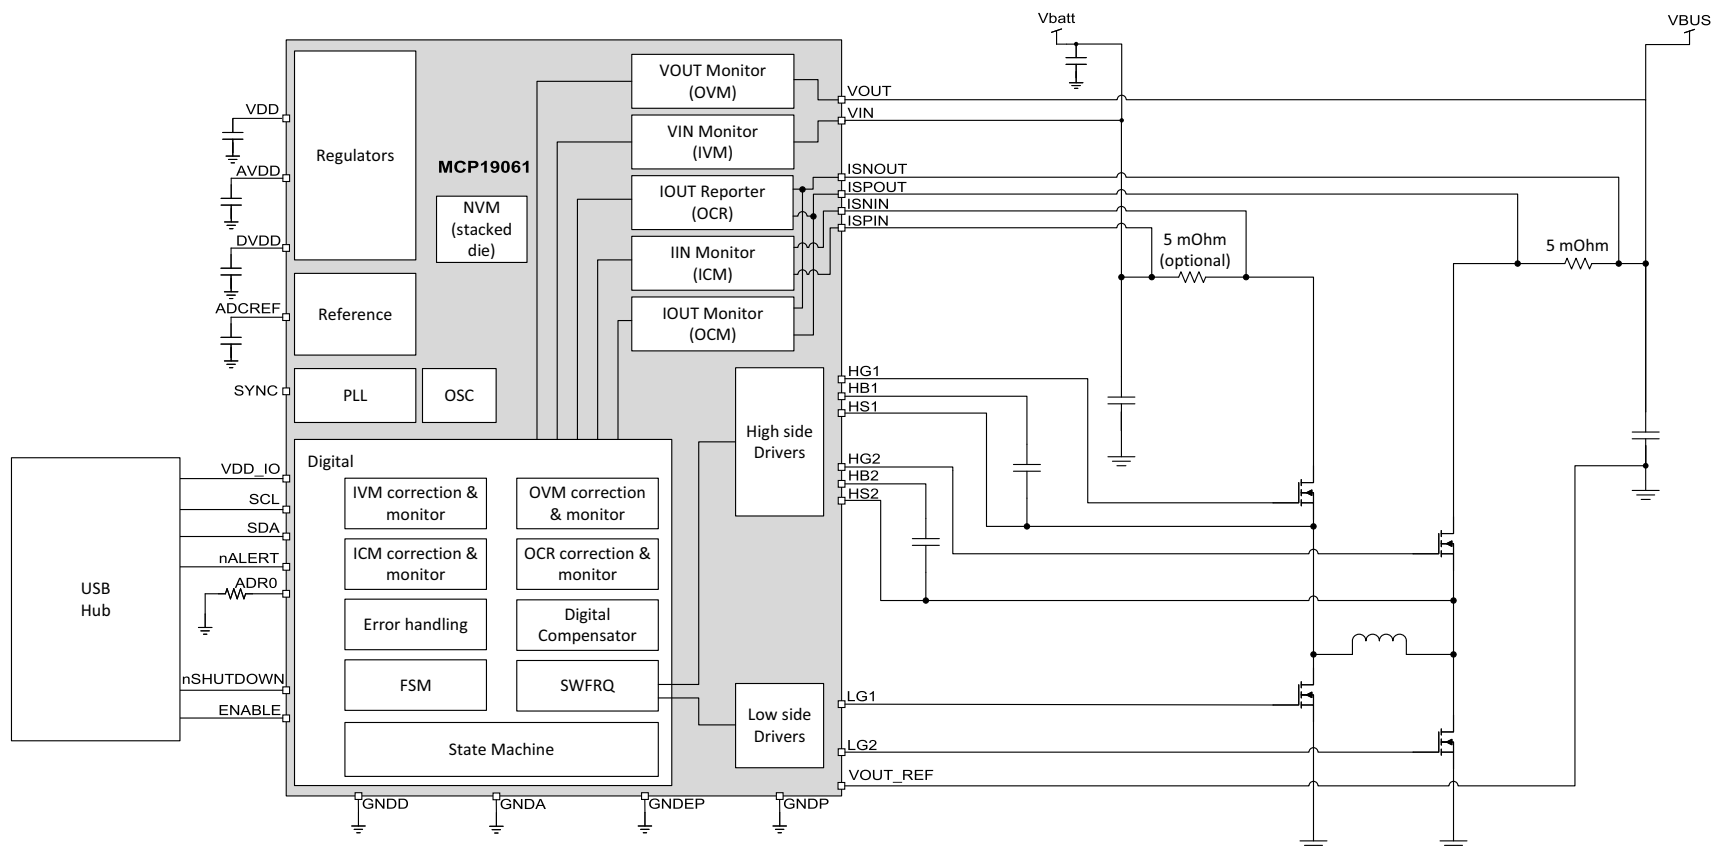 Vbatt
VBUS
VOUT Monitor
(OVM)
VOUT
VDD
VIN
VIN Monitor
(IVM)
Regulators
MCP19061
AVDD
ISNOUT
IOUT Reporter
(OCR)
ISPOUT
ISNIN
ISPIN
NVM
(stacked
die)
DVDD
IIN Monitor
(ICM)
5 mOhm
(optional)
5 mOhm
ADCREF
Reference
IOUT Monitor
(OCM)
SYNC
PLL
OSC
HG1
HB1
HS1
High side
Drivers
HG2
HB2
HS2
Digital
VDD_IO
SCL
SDA
nALERT
ADR0
IVM correction &
monitor
OVM correction
& monitor
ICM correction &
monitor
OCR correction &
monitor
USB
Hub
Error handling
Digital
Compensator
nSHUTDOWN
ENABLE
FSM
SWFRQ
LG1
Low side
Drivers
LG2
State Machine
VOUT_REF
GNDD
GNDA
GNDEP
GNDP